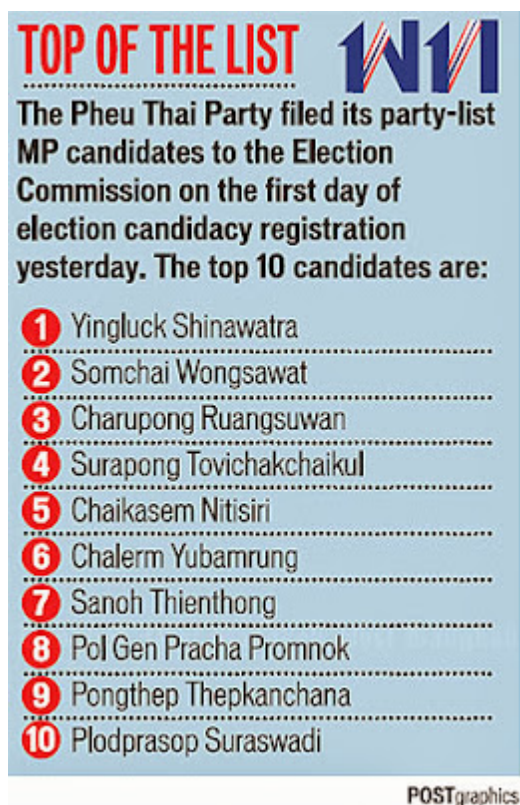 TOP OF THE LIST
พท
The Pheu Thai Party filed its party-list
MP candidates to the Election
Commission on the first day of
election candidacy registration
yesterday. The top 10 candidates are:
1 Yingluck Shinawatra
2 Somchai Wongsawat
3 Charupong Ruangsuwan
4 Surapong Tovichakchaikul
5 Chaikasem Nitisiri
6 Chalerm Yubamrung
7 Sanoh Thienthong
8 Pol Gen Pracha Promnok
9 Pongthep Thepkanchana
10 Plodprasop Suraswadi
POSTgraphics